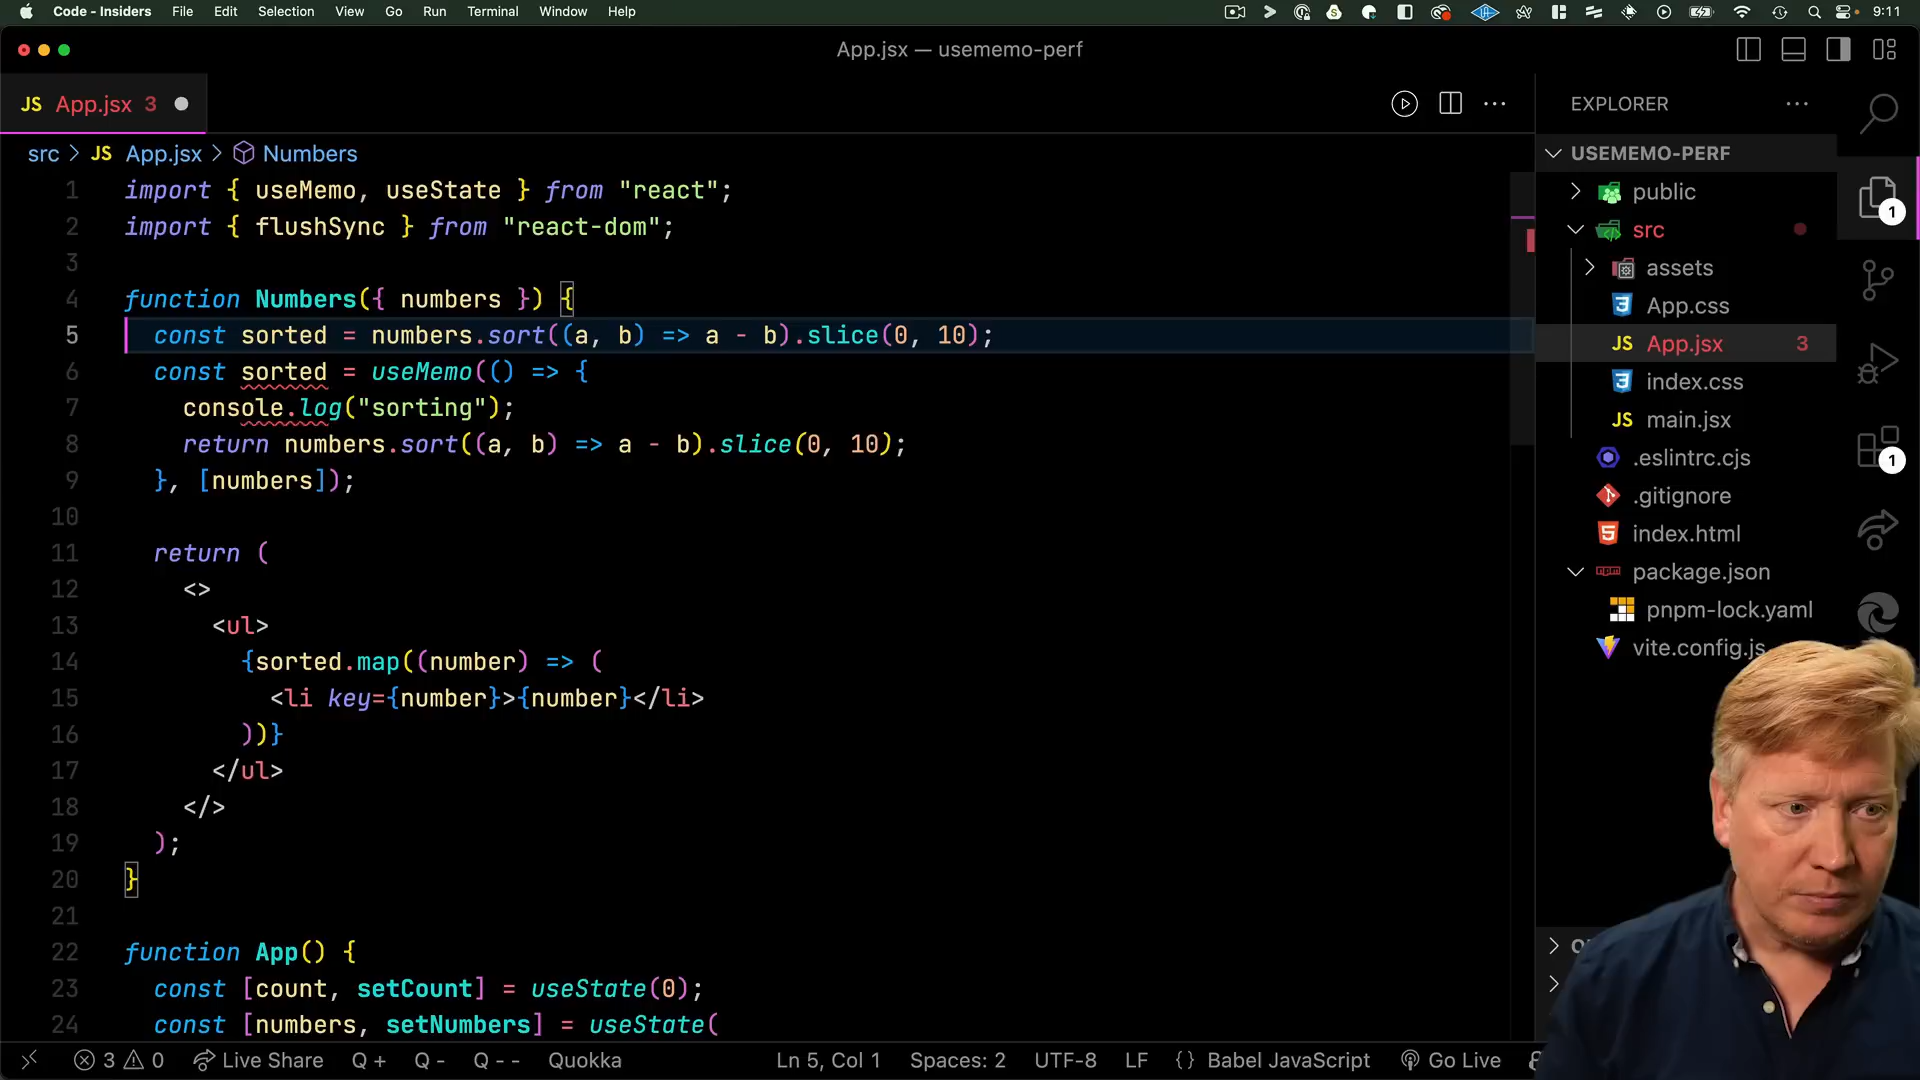 Code - Insiders File Edit Selection View Go Run Terminal Window Help 9:11
App.jsx — usememo-perf
JS App.jsx 3
EXPLORER
src > JS App.jsx > Numbers
USEMEMO-PERF
1 import { useMemo, useState } from "react";
public
1
2 import { flushSync } from "react-dom";
src
3
assets
4 function Numbers({ numbers }) {
App.css
5 const sorted = numbers.sort((a, b) => a - b).slice(0, 10);
JS App.jsx 3
6 const sorted = useMemo(() => {
index.css
7 console.log("sorting");
JS main.jsx
8 return numbers.sort((a, b) => a - b).slice(0, 10);
.eslintrc.cjs
1
9 }, [numbers]);
.gitignore
10
index.html
11 return (
package.json
12 <>
pnpm-lock.yaml
13 <ul>
vite.config.js
14 {sorted.map((number) => (
15 <li key={number}>{number}</li>
16 ))}
17 </ul>
18 </>
19 );
20 }
21
22 function App() {
23 const [count, setCount] = useState(0);
24 const [numbers, setNumbers] = useState(
3 0 Live Share Q + Q - Q - - Quokka Ln 5, Col 1 Spaces: 2 UTF-8 LF {} Babel JavaScript Go Live